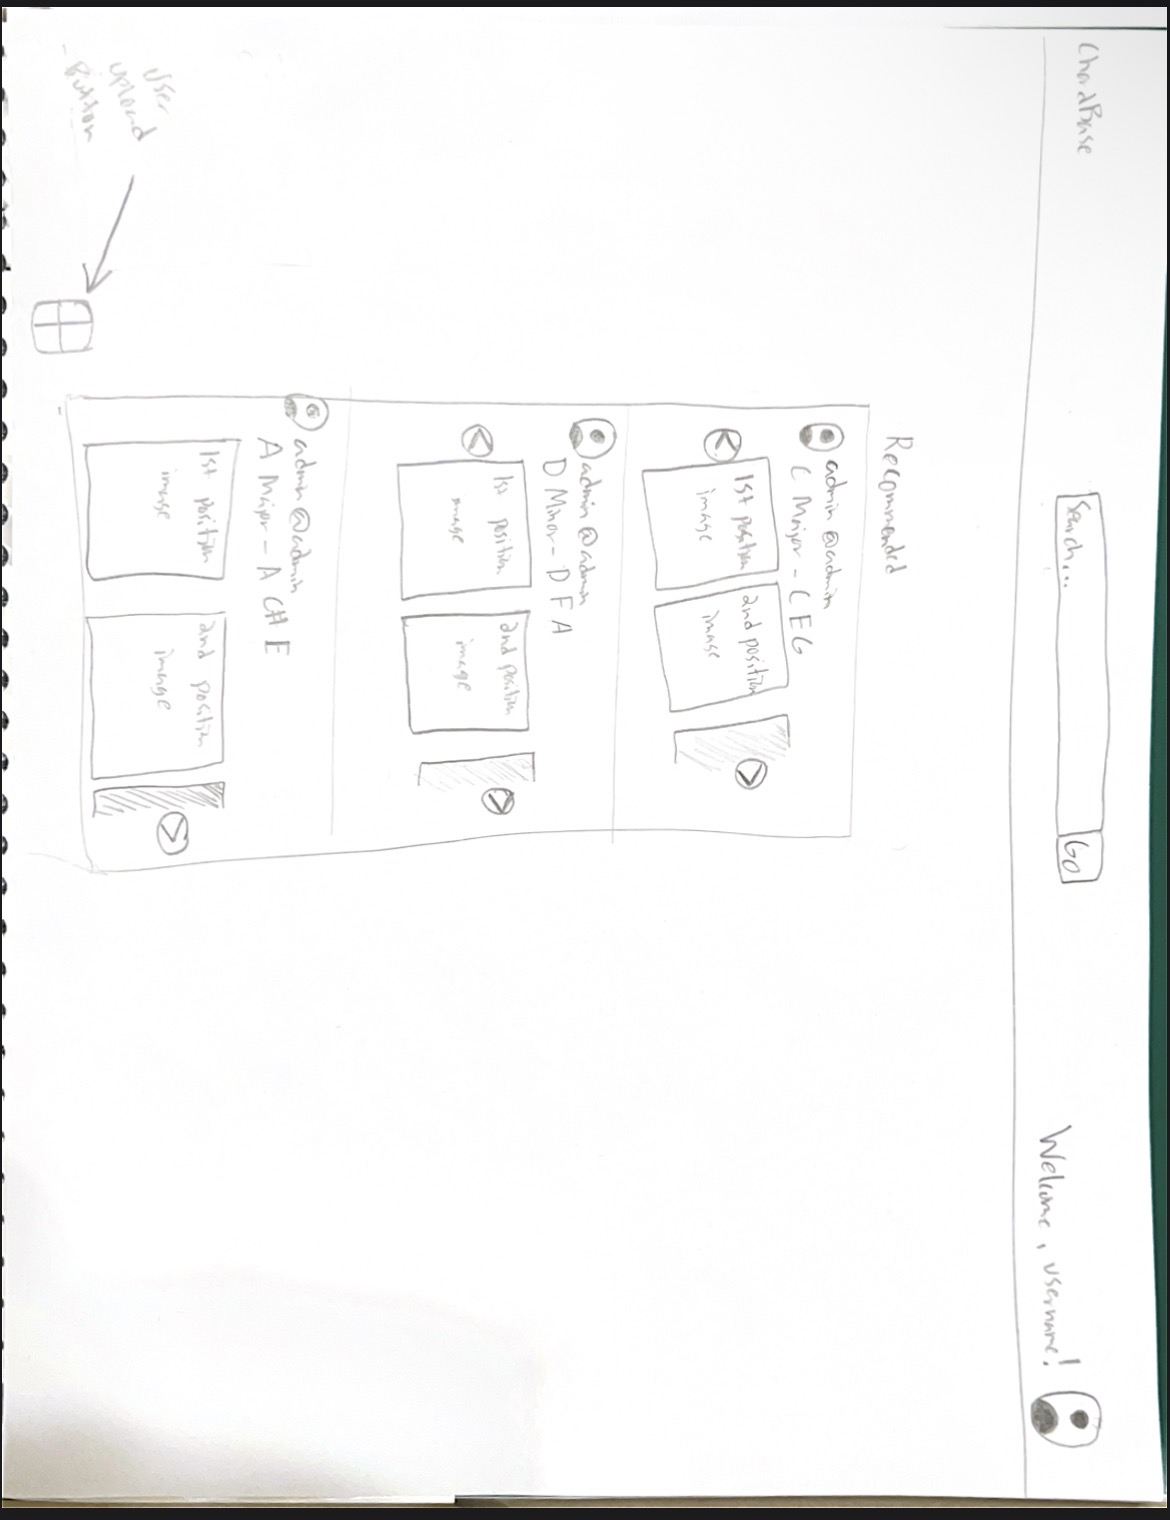 ChordBase
Search...
Go
Welcome, username!
Recommended
admin @admin
C Major - C E G
1st position
image
2nd position
image
admin @admin
D Minor - D F A
1st position
image
2nd position
image
admin @admin
A Major - A C# E
1st position
image
2nd position
image
User
upload
Button